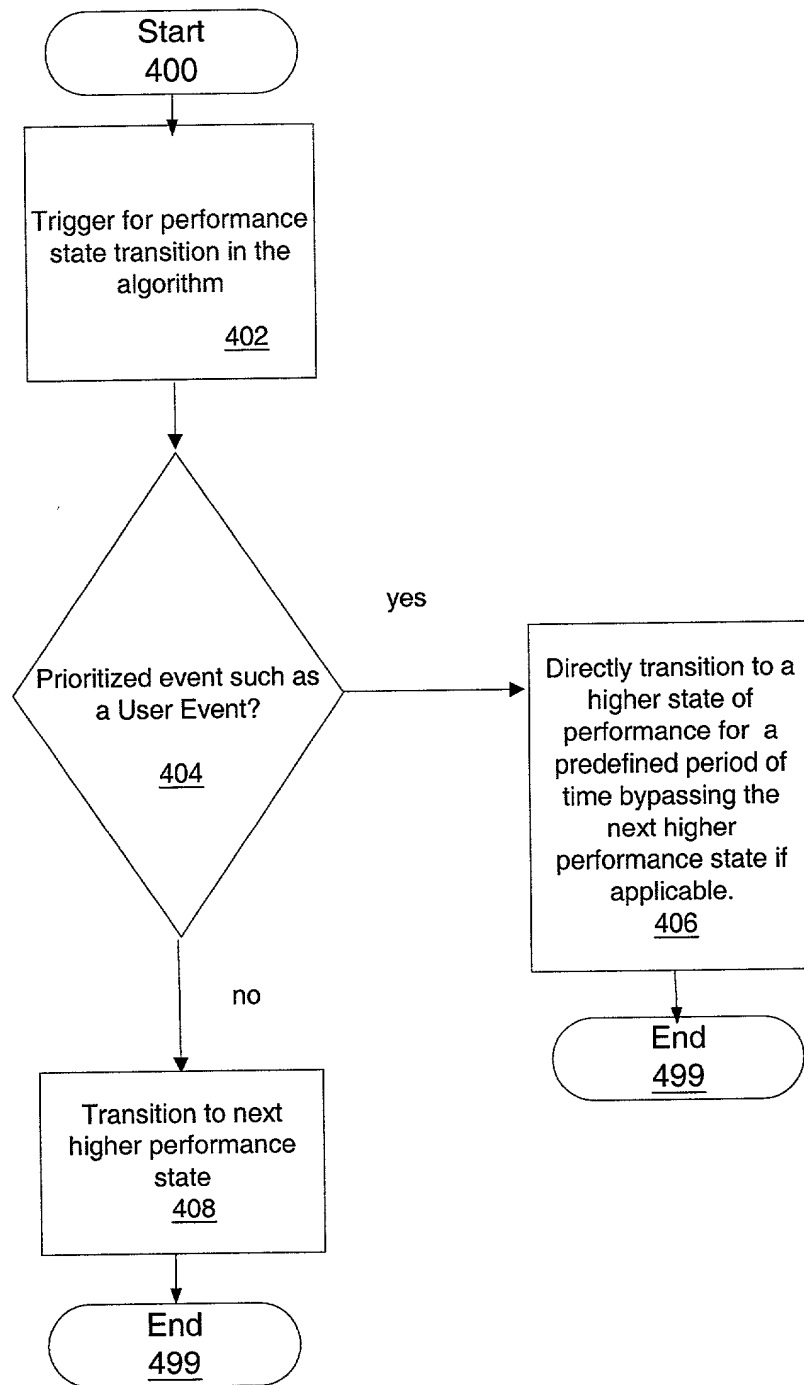 Start
400
Trigger for performance
state transition in the
algorithm
402
Prioritized event such as
a User Event?
404
yes
Directly transition to a
higher state of
performance for a
predefined period of
time bypassing the
next higher
performance state if
applicable.
406
End
499
no
Transition to next
higher performance
state
408
End
499